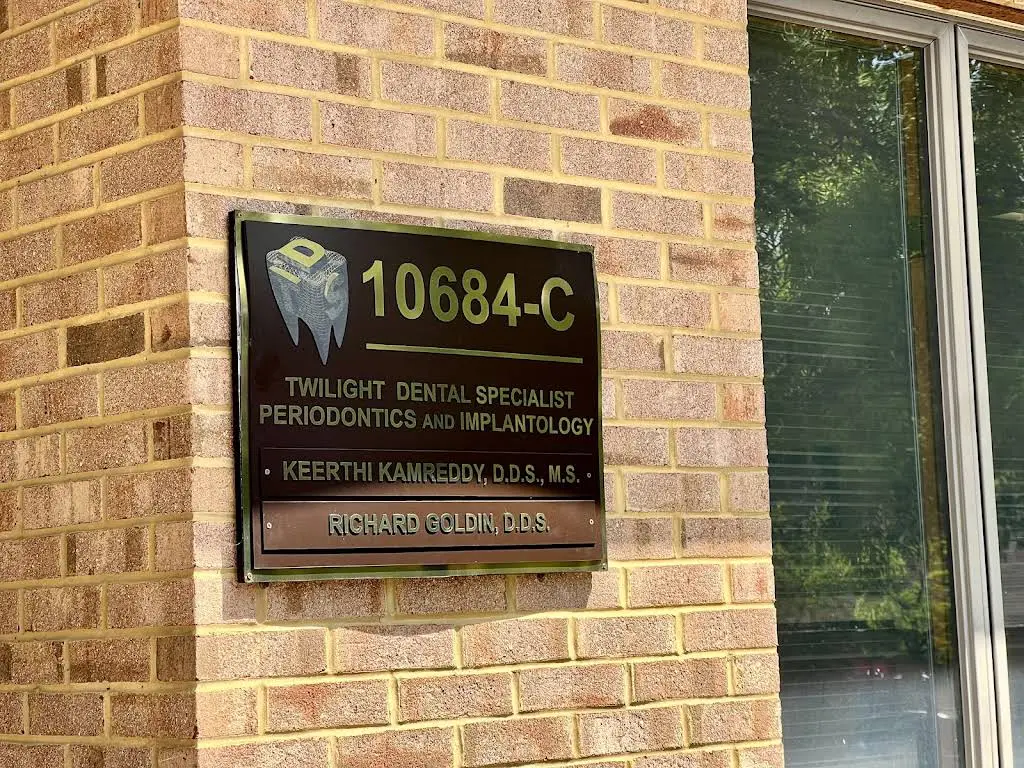 10684-C
TWILIGHT DENTAL SPECIALIST
PERIODONTICS AND IMPLANTOLOGY
KEERTHI KAMREDDY, D.D.S., M.S.
RICHARD GOLDIN, D.D.S.